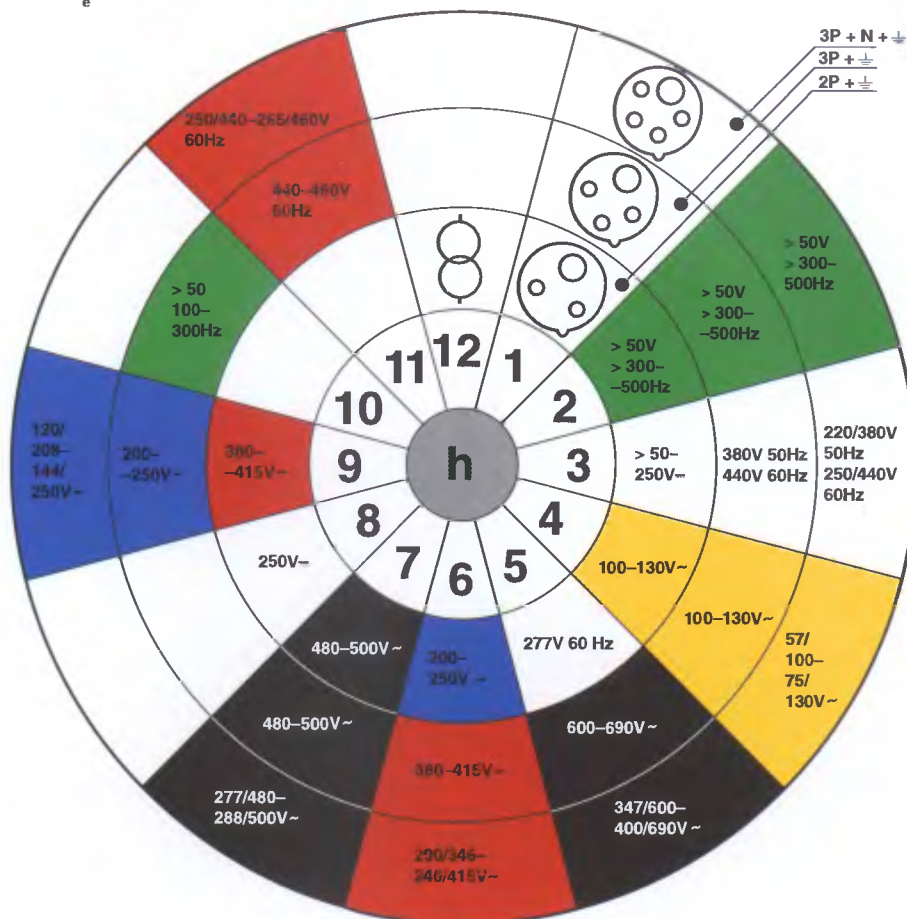 e
3P + N + ⏚
3P + ⏚
2P + ⏚
250/440–265/460V
60Hz
440–460V
60Hz
> 50V
> 300–
500Hz
> 50V
> 300–
–500Hz
> 50V
> 300–
–500Hz
> 50
100–
300Hz
12
11
1
10
2
9
h
3
8
4
7
6
5
120/
208–
144/
250V~
200–
–250V~
380–
–415V~
> 50–
250V–
380V 50Hz
440V 60Hz
220/380V
50Hz
250/440V
60Hz
250V–
100–130V~
100–130V~
57/
100–
75/
130V~
480–500V~
200–
250V~
277V 60 Hz
480–500V~
380–415V~
600–690V~
277/480–
288/500V~
200/346–
240/415V~
347/600–
400/690V~